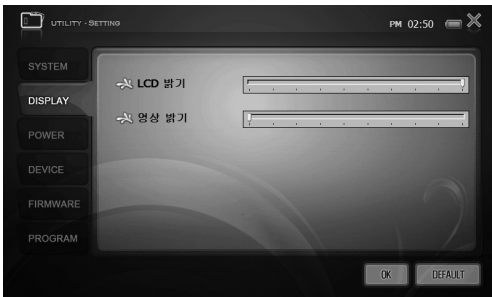 UTILITY - SETTING
PM 02:50
SYSTEM
DISPLAY
POWER
DEVICE
FIRMWARE
PROGRAM
LCD 밝기
영상 밝기
OK
DEFAULT